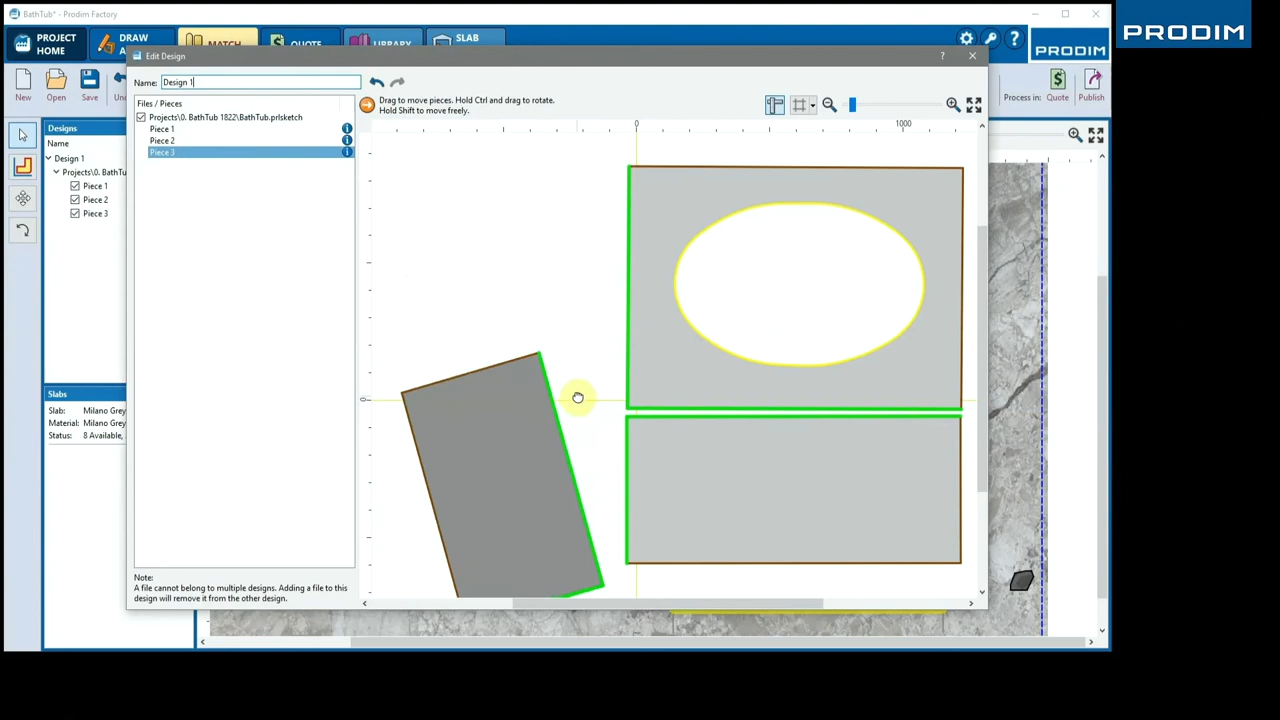 BathTub* - Prodim Factory
PRODIM
PROJECT
HOME
DRAW
MATCH
QUOTE
LIBRARY
SLAB
PRODIM
New
Open
Save
Process in:
Quote
Publish
Edit Design
Name:
Design 1
Files / Pieces
Projects\0. BathTub 1822\BathTub.prlsketch
Piece 1
Piece 2
Piece 3
Drag to move pieces. Hold Ctrl and drag to rotate.
Hold Shift to move freely.
0
1000
0
Designs
Name
Design 1
Projects\0. BathTu
Piece 1
Piece 2
Piece 3
Slabs
Slab: Milano Grey
Material: Milano Grey
Status: 8 Available,
Note:
A file cannot belong to multiple designs. Adding a file to this
design will remove it from the other design.